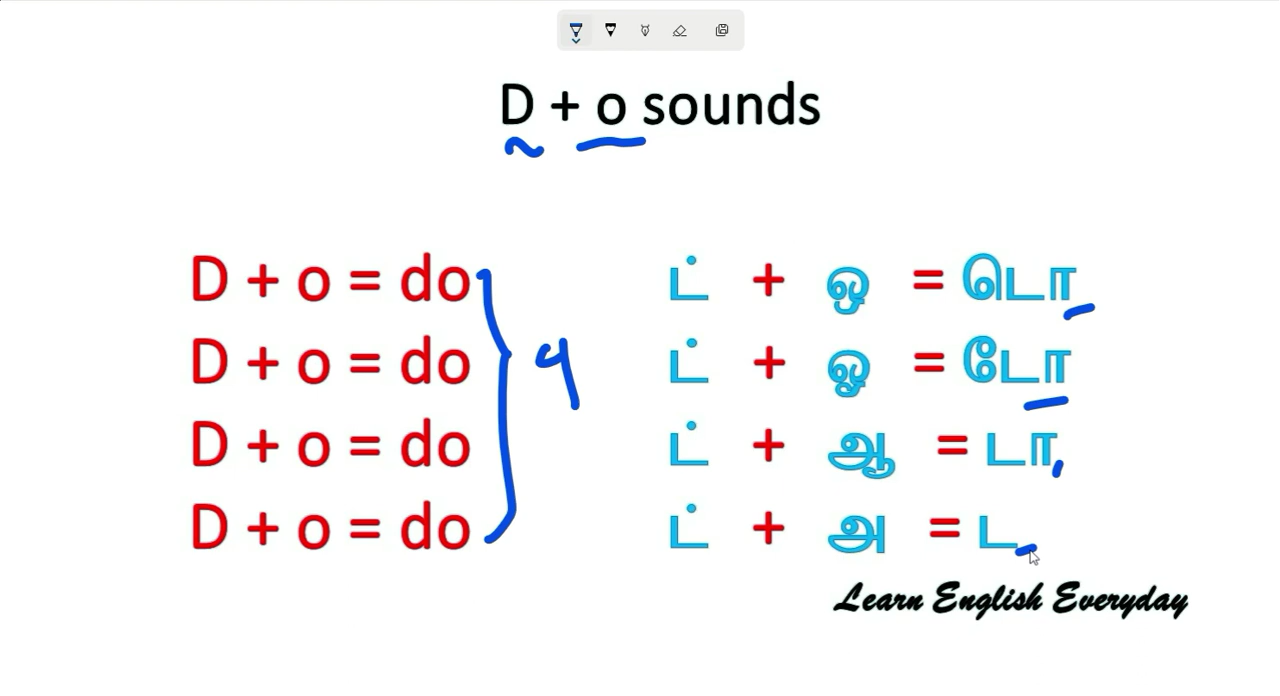 D + o sounds
D + o = do ட் + ஒ = டொ
D + o = do 4 ட் + ஓ = டோ
D + o = do ட் + ஆ = டா
D + o = do ட் + அ = ட
Learn English Everyday